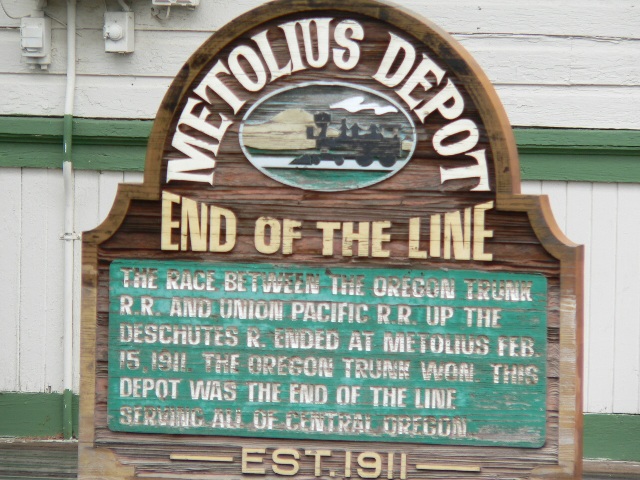 METOLIUS DEPOT
END OF THE LINE
THE RACE BETWEEN THE OREGON TRUNK
R.R. AND UNION PACIFIC R.R. UP THE
DESCHUTES R. ENDED AT METOLIUS FEB.
15, 1911. THE OREGON TRUNK WON. THIS
DEPOT WAS THE END OF THE LINE
SERVING ALL OF CENTRAL OREGON.
EST. 1911